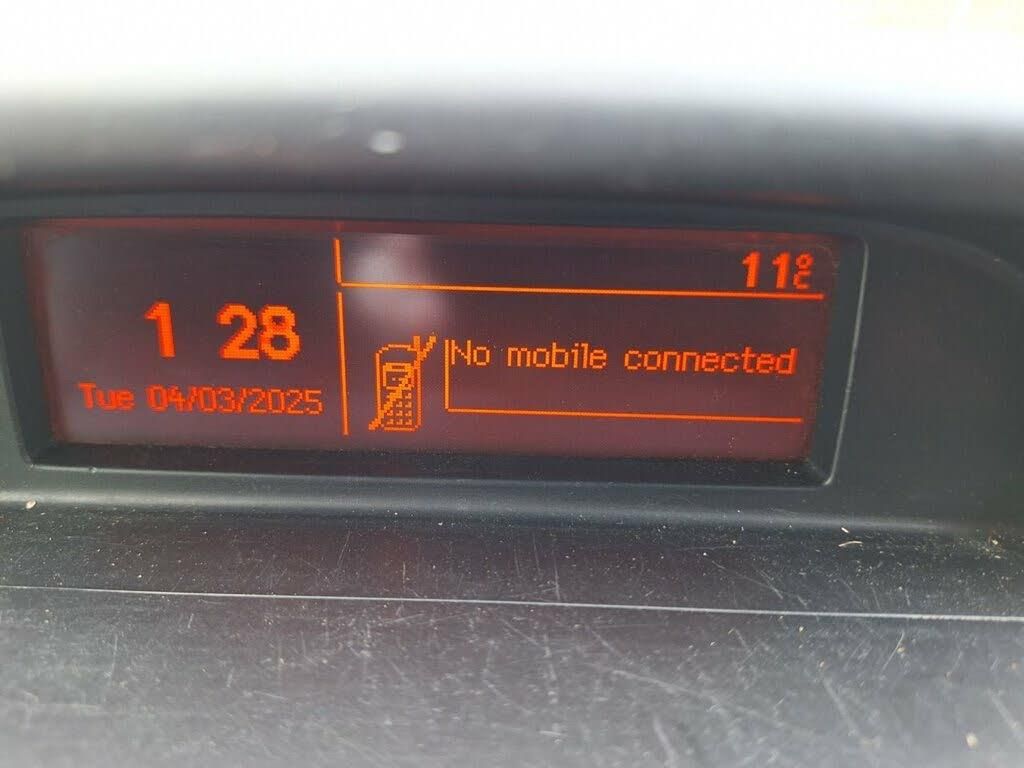 11°C
1 28
No mobile connected
Tue 04/03/2025